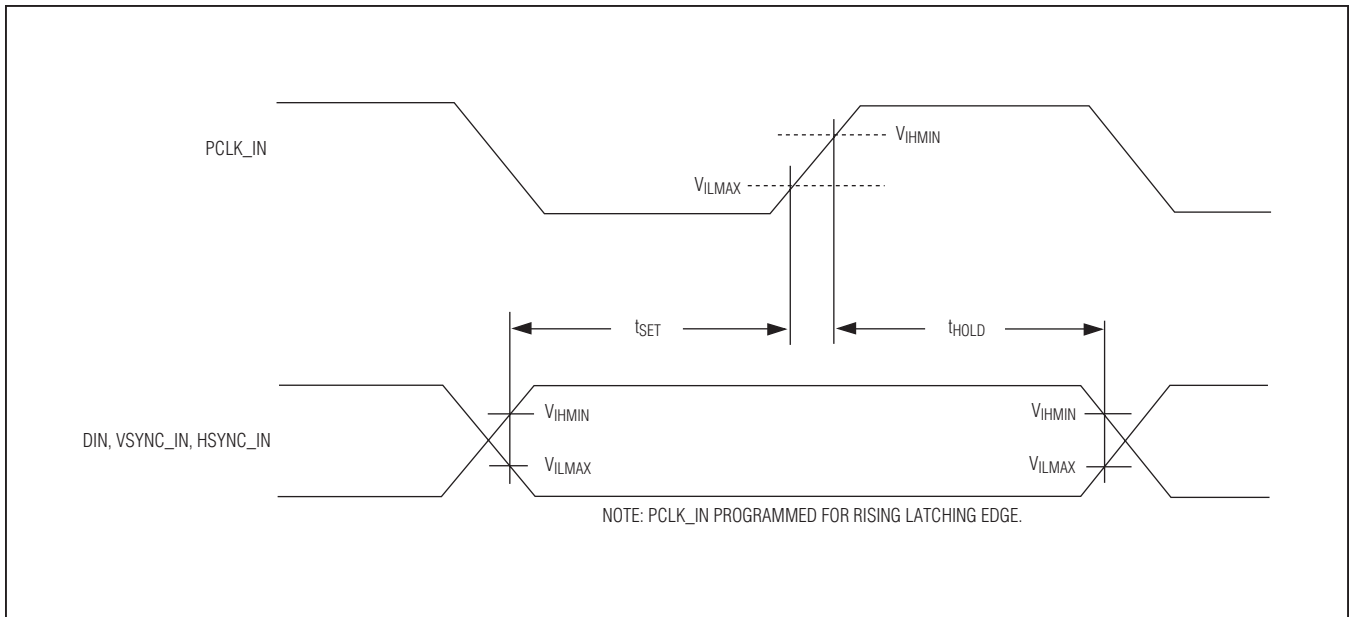 PCLK_IN
VIHMIN
VILMAX
tSET
tHOLD
VIHMIN
VIHMIN
DIN, VSYNC_IN, HSYNC_IN
VILMAX
VILMAX
NOTE: PCLK_IN PROGRAMMED FOR RISING LATCHING EDGE.